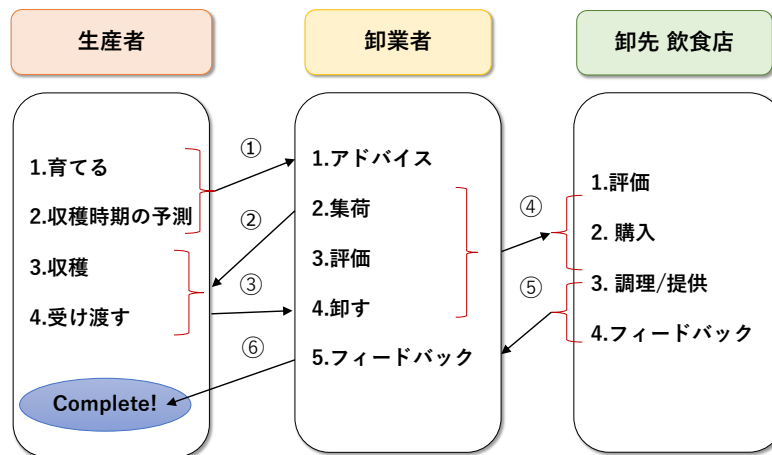 生産者
卸業者
卸先 飲食店
1.育てる
2.収穫時期の予測
3.収穫
4.受け渡す
Complete!
①
②
③
⑥
1.アドバイス
2.集荷
3.評価
4.卸す
5.フィードバック
④
⑤
1.評価
2. 購入
3. 調理/提供
4.フィードバック